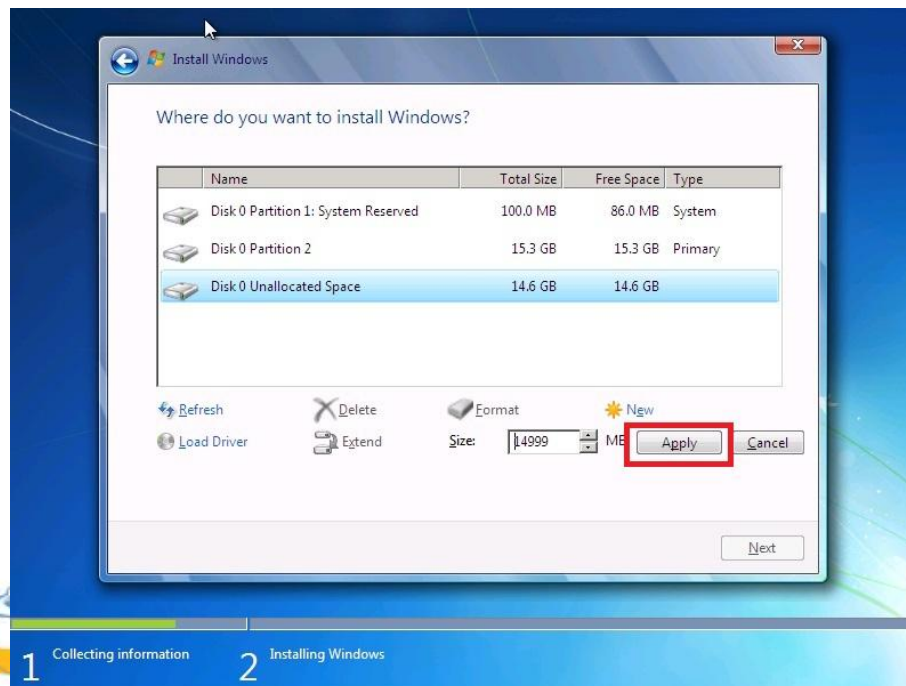 Install Windows
Where do you want to install Windows?
Name Total Size Free Space Type
Disk 0 Partition 1: System Reserved 100.0 MB 86.0 MB System
Disk 0 Partition 2 15.3 GB 15.3 GB Primary
Disk 0 Unallocated Space 14.6 GB 14.6 GB
Refresh Delete Format New
Load Driver Extend Size: 14999 MB Apply Cancel
Next
1 Collecting information 2 Installing Windows